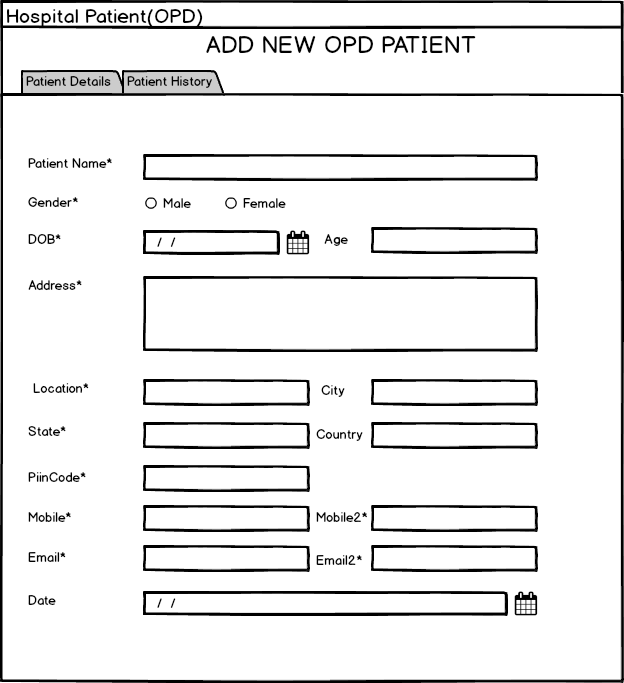 Hospital Patient(OPD)
ADD NEW OPD PATIENT
Patient Details Patient History
Patient Name*
Gender* Male Female
DOB* / / Age
Address*
Location* City
State* Country
PiinCode*
Mobile* Mobile2*
Email* Email2*
Date / /